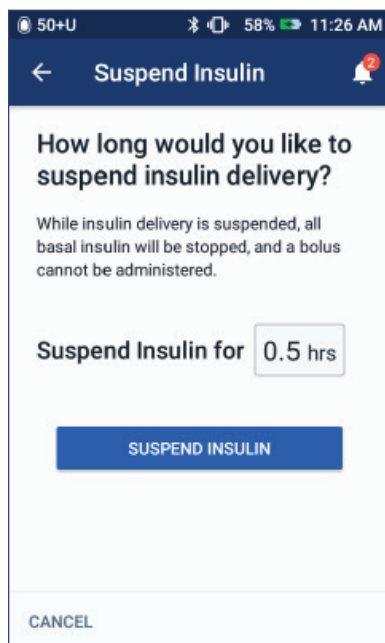 50+U 58% 11:26 AM
Suspend Insulin 2
How long would you like to
suspend insulin delivery?
While insulin delivery is suspended, all
basal insulin will be stopped, and a bolus
cannot be administered.
Suspend Insulin for 0.5 hrs
SUSPEND INSULIN
CANCEL